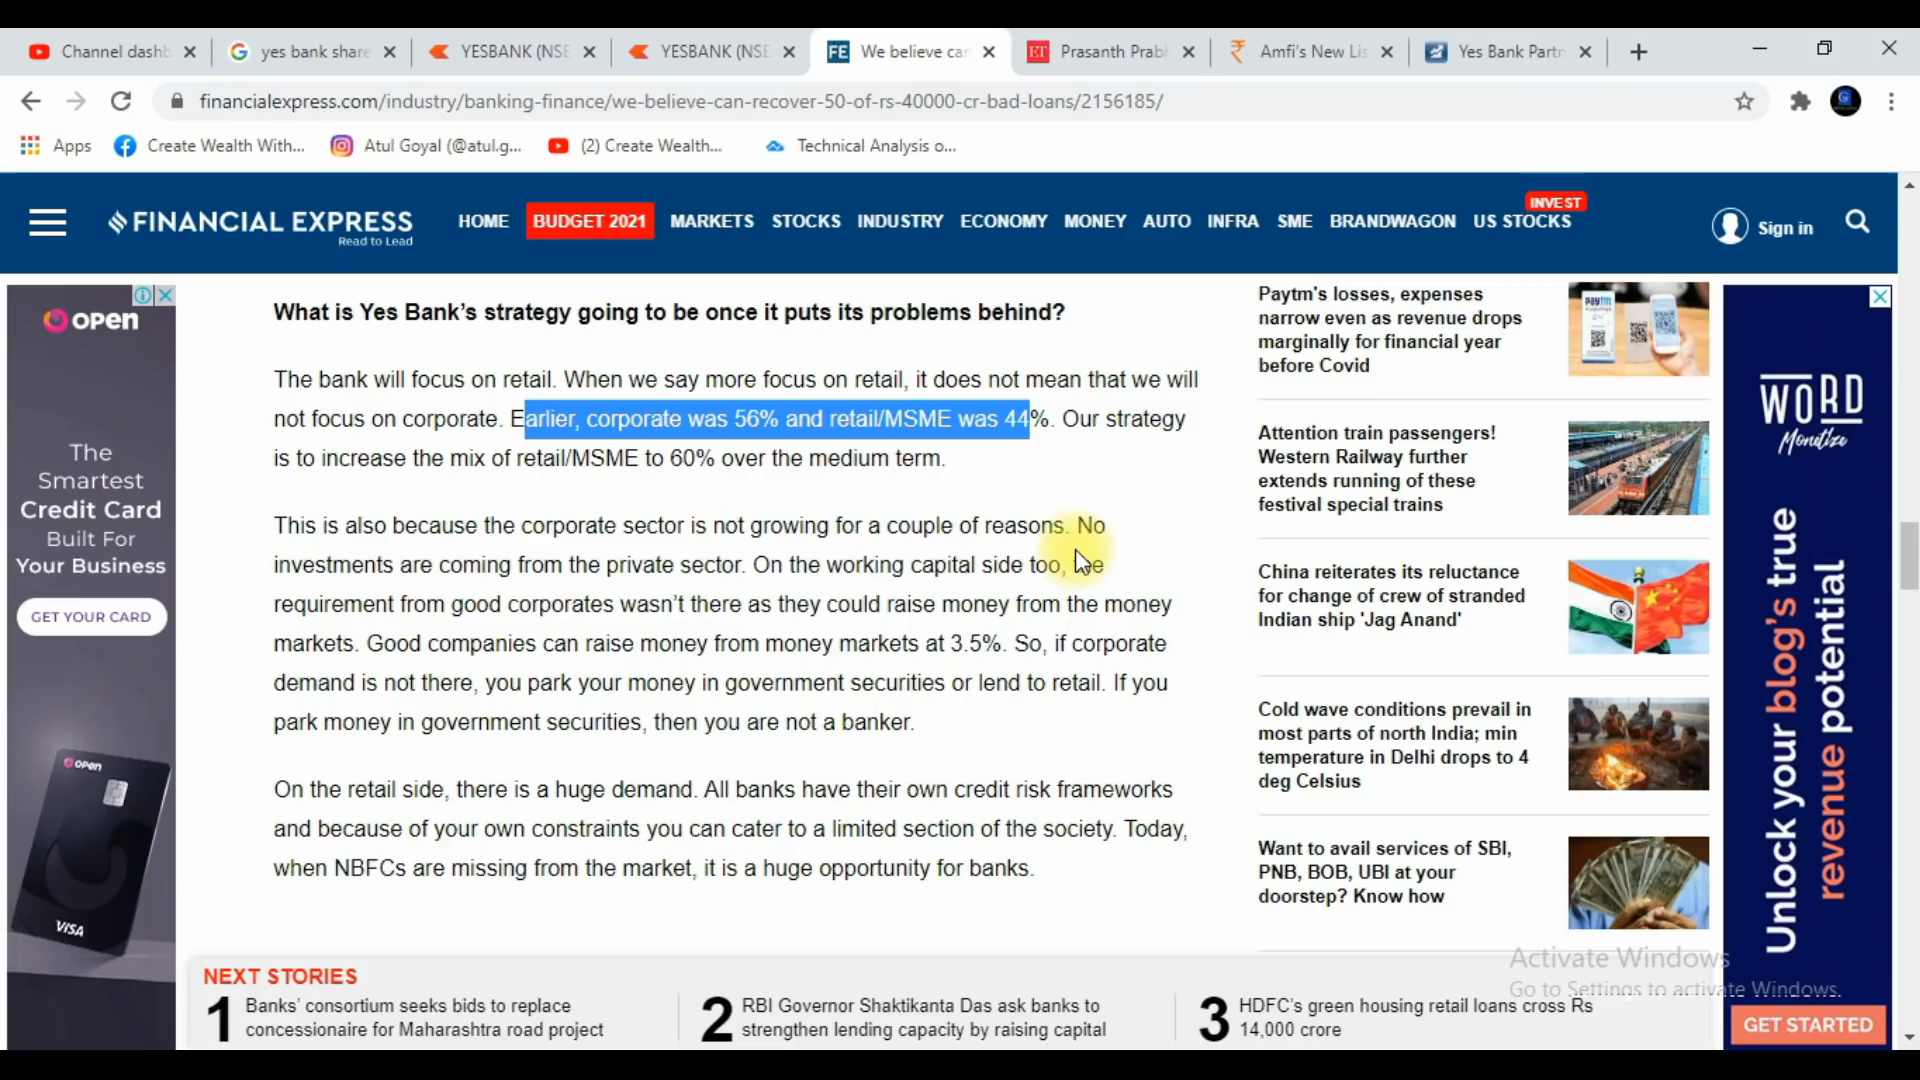 Channel dashb
yes bank share
YESBANK (NSE
YESBANK (NSE
FE We believe can
ET Prasanth Prabh
Amfi's New Lis
Yes Bank Partn
financialexpress.com/industry/banking-finance/we-believe-can-recover-50-of-rs-40000-cr-bad-loans/2156185/
Apps
Create Wealth With...
Atul Goyal (@atul.g...
(2) Create Wealth...
Technical Analysis o...
FINANCIAL EXPRESS
Read to Lead
HOME
BUDGET 2021
MARKETS
STOCKS
INDUSTRY
ECONOMY
MONEY
AUTO
INFRA
SME
BRANDWAGON
INVEST
US STOCKS
Sign in
What is Yes Bank's strategy going to be once it puts its problems behind?
The bank will focus on retail. When we say more focus on retail, it does not mean that we will
not focus on corporate. Earlier, corporate was 56% and retail/MSME was 44%. Our strategy
is to increase the mix of retail/MSME to 60% over the medium term.
This is also because the corporate sector is not growing for a couple of reasons. No
investments are coming from the private sector. On the working capital side too,
requirement from good corporates wasn't there as they could raise money from the money
markets. Good companies can raise money from money markets at 3.5%. So, if corporate
demand is not there, you park your money in government securities or lend to retail. If you
park money in government securities, then you are not a banker.
On the retail side, there is a huge demand. All banks have their own credit risk frameworks
and because of your own constraints you can cater to a limited section of the society. Today,
when NBFCs are missing from the market, it is a huge opportunity for banks.
OPEN
The
Smartest
Credit Card
Built For
Your Business
GET YOUR CARD
OPEN
VISA
Paytm's losses, expenses
narrow even as revenue drops
marginally for financial year
before Covid
paytm
Attention train passengers!
Western Railway further
extends running of these
festival special trains
China reiterates its reluctance
for change of crew of stranded
Indian ship 'Jag Anand'
Cold wave conditions prevail in
most parts of north India; min
temperature in Delhi drops to 4
deg Celsius
Want to avail services of SBI,
PNB, BOB, UBI at your
doorstep? Know how
WORD
Monetize
Unlock your blog's true
revenue potential
GET STARTED
Activate Windows
Go to Settings to activate Windows.
NEXT STORIES
1 Banks' consortium seeks bids to replace
concessionaire for Maharashtra road project
2 RBI Governor Shaktikanta Das ask banks to
strengthen lending capacity by raising capital
3 HDFC's green housing retail loans cross Rs
14,000 crore